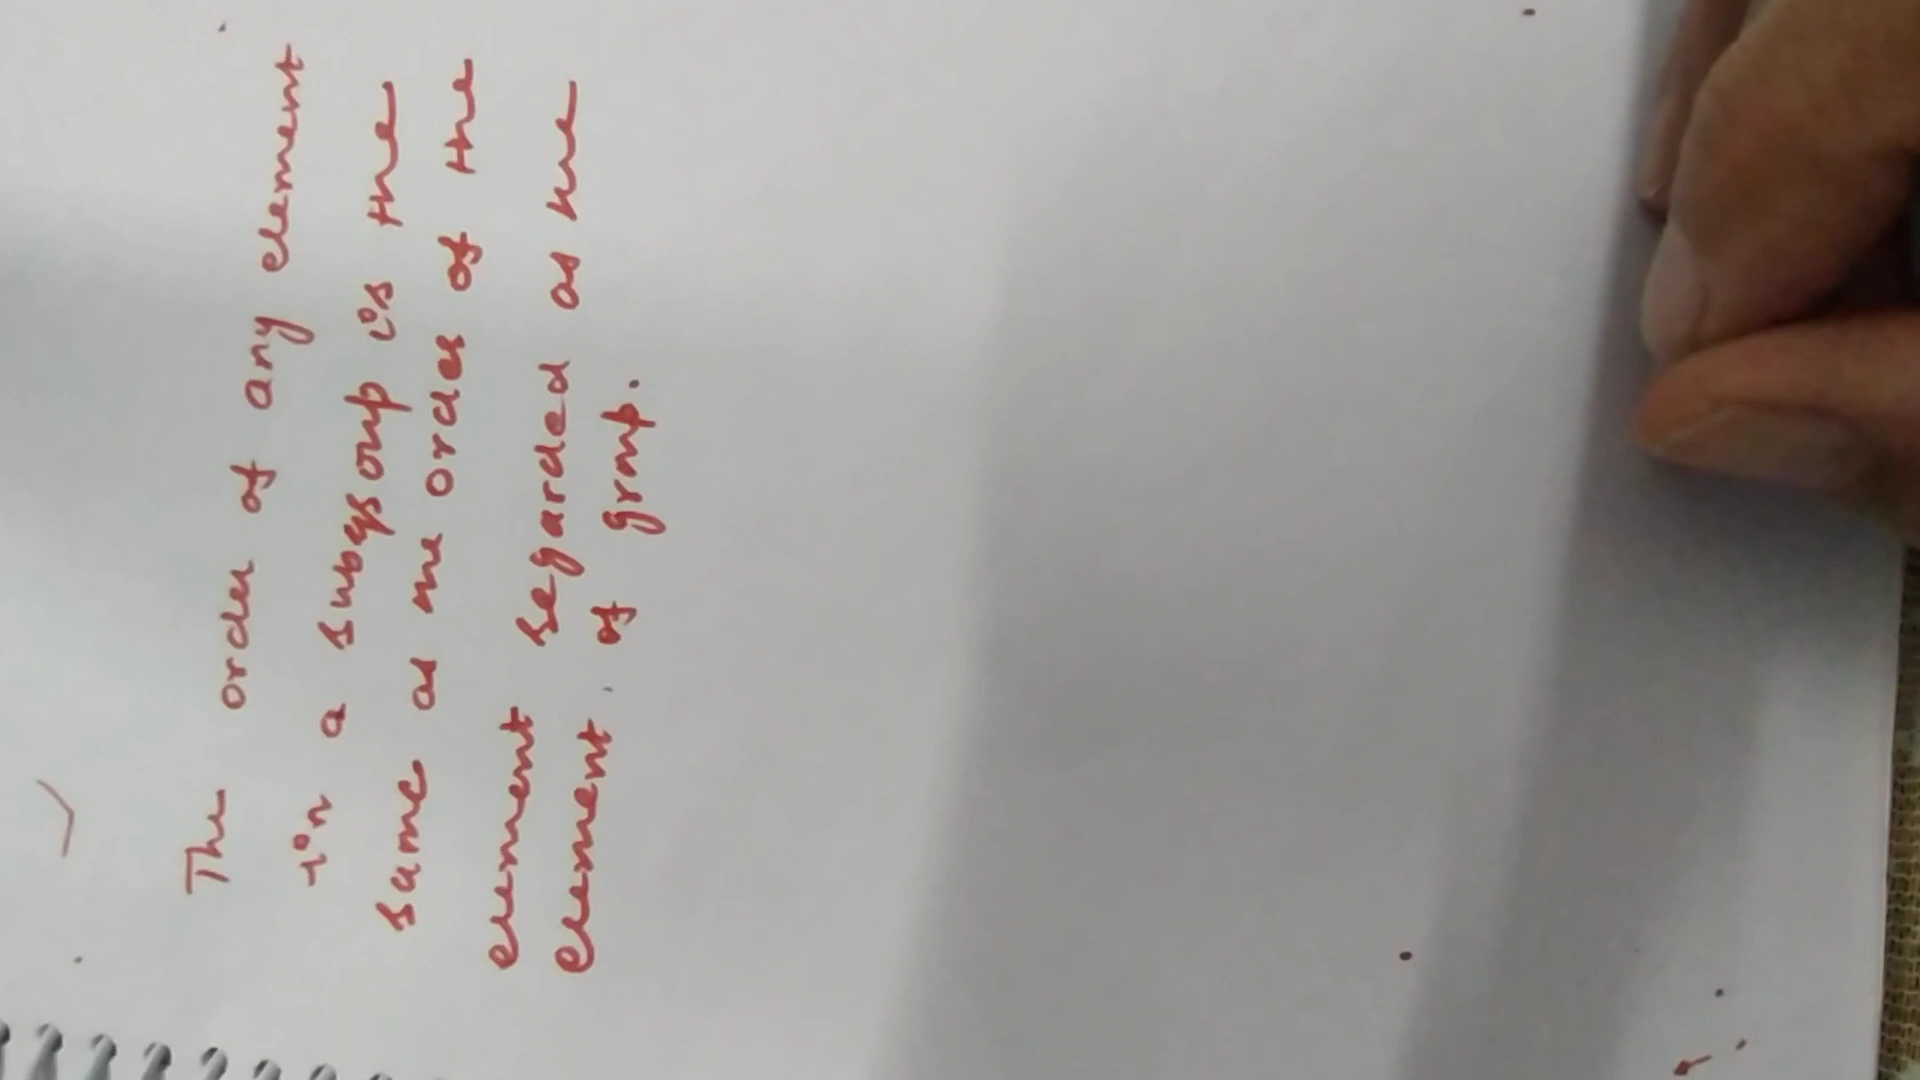 The order of any element
in a subgroup is the
same as the order of the
element regarded as the
element of group.